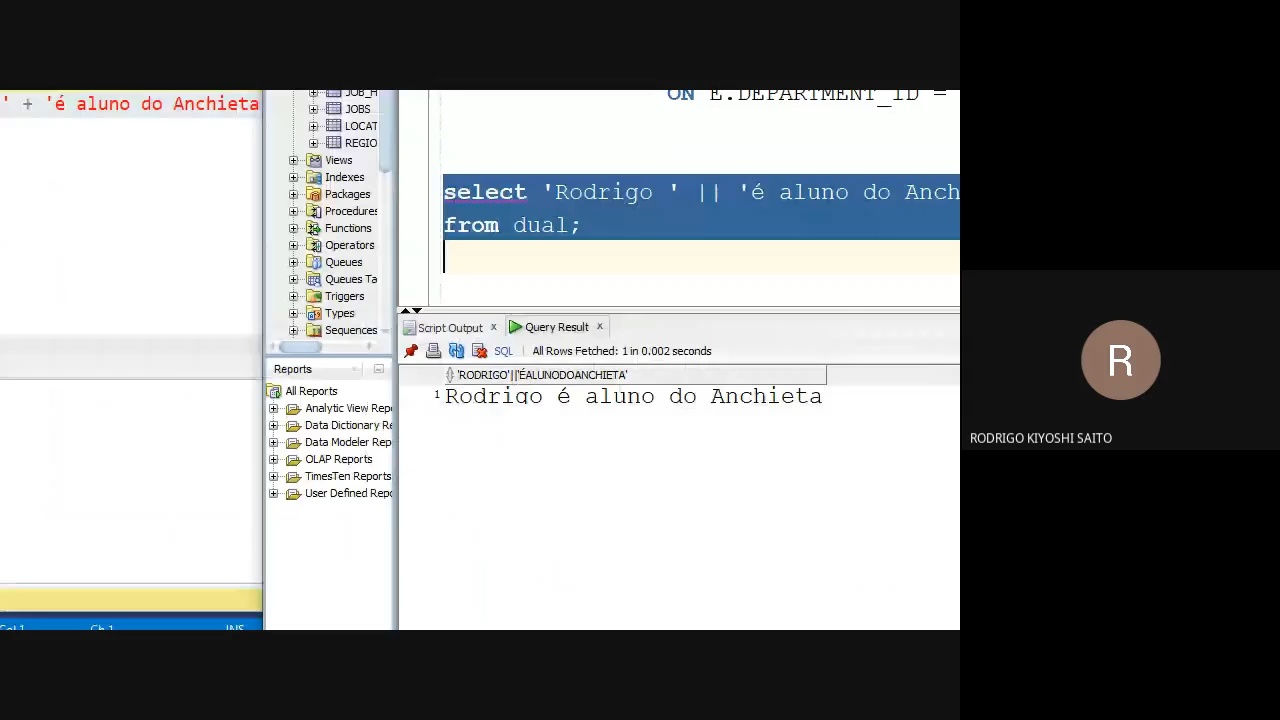 ' + 'é aluno do Anchieta
JOBS
LOCAT
REGIO
Views
Indexes
Packages
Procedures
Functions
Operators
Queues
Queues Ta
Triggers
Types
Sequences
Reports
All Reports
Analytic View Repo
Data Dictionary Re
Data Modeler Rep
OLAP Reports
TimesTen Reports
User Defined Repo
ON E.DEPARTMENT_ID =
select 'Rodrigo ' || 'é aluno do Anch
from dual;
Script Output x Query Result x
SQL All Rows Fetched: 1 in 0.002 seconds
'RODRIGO'||'ÉALUNODOANCHIETA'
1 Rodrigo é aluno do Anchieta
R
RODRIGO KIYOSHI SAITO